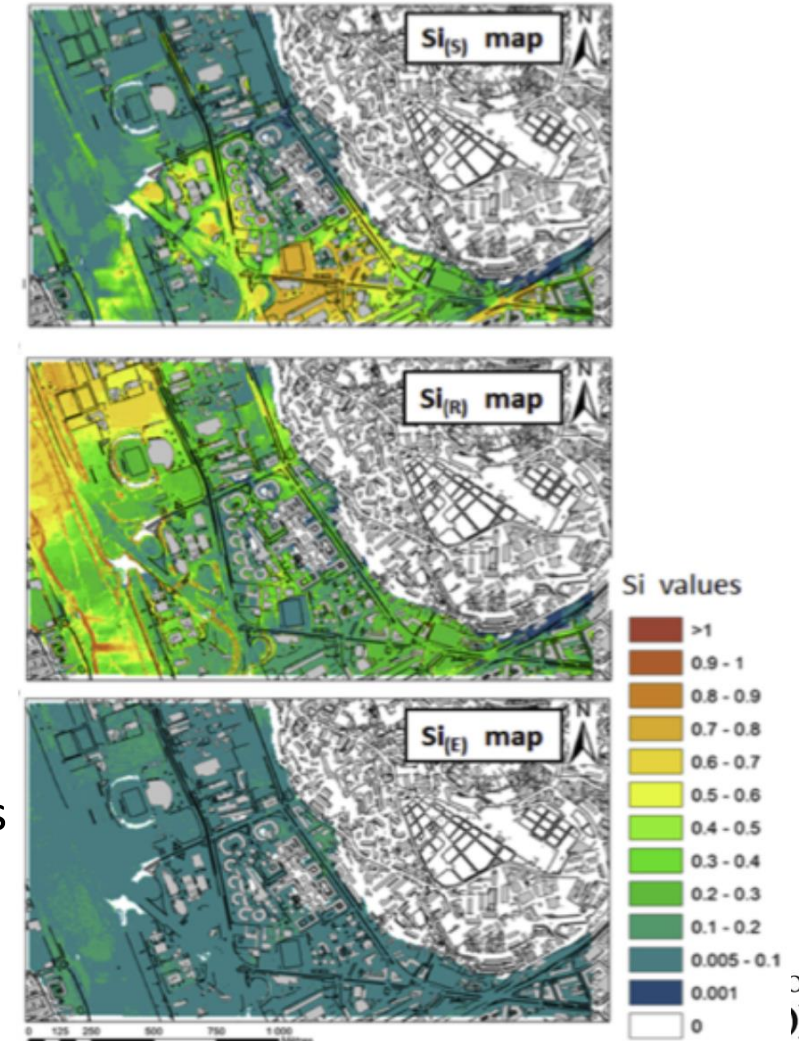 Si(S) map
N
Si(R) map
N
Si values
>1
0.9 - 1
0.8 - 0.9
0.7 - 0.8
0.6 - 0.7
0.5 - 0.6
0.4 - 0.5
0.3 - 0.4
0.2 - 0.3
0.1 - 0.2
0.005 - 0.1
0.001
0
Si(E) map
N
s
0 125 250 500 750 1 000